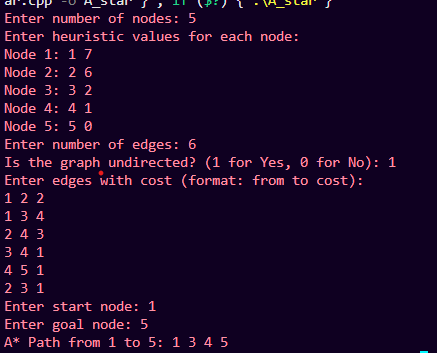 ar.cpp -o A_star } ; if ($?) { .\A_star }
Enter number of nodes: 5
Enter heuristic values for each node:
Node 1: 1 7
Node 2: 2 6
Node 3: 3 2
Node 4: 4 1
Node 5: 5 0
Enter number of edges: 6
Is the graph undirected? (1 for Yes, 0 for No): 1
Enter edges with cost (format: from to cost):
1 2 2
1 3 4
2 4 3
3 4 1
4 5 1
2 3 1
Enter start node: 1
Enter goal node: 5
A* Path from 1 to 5: 1 3 4 5